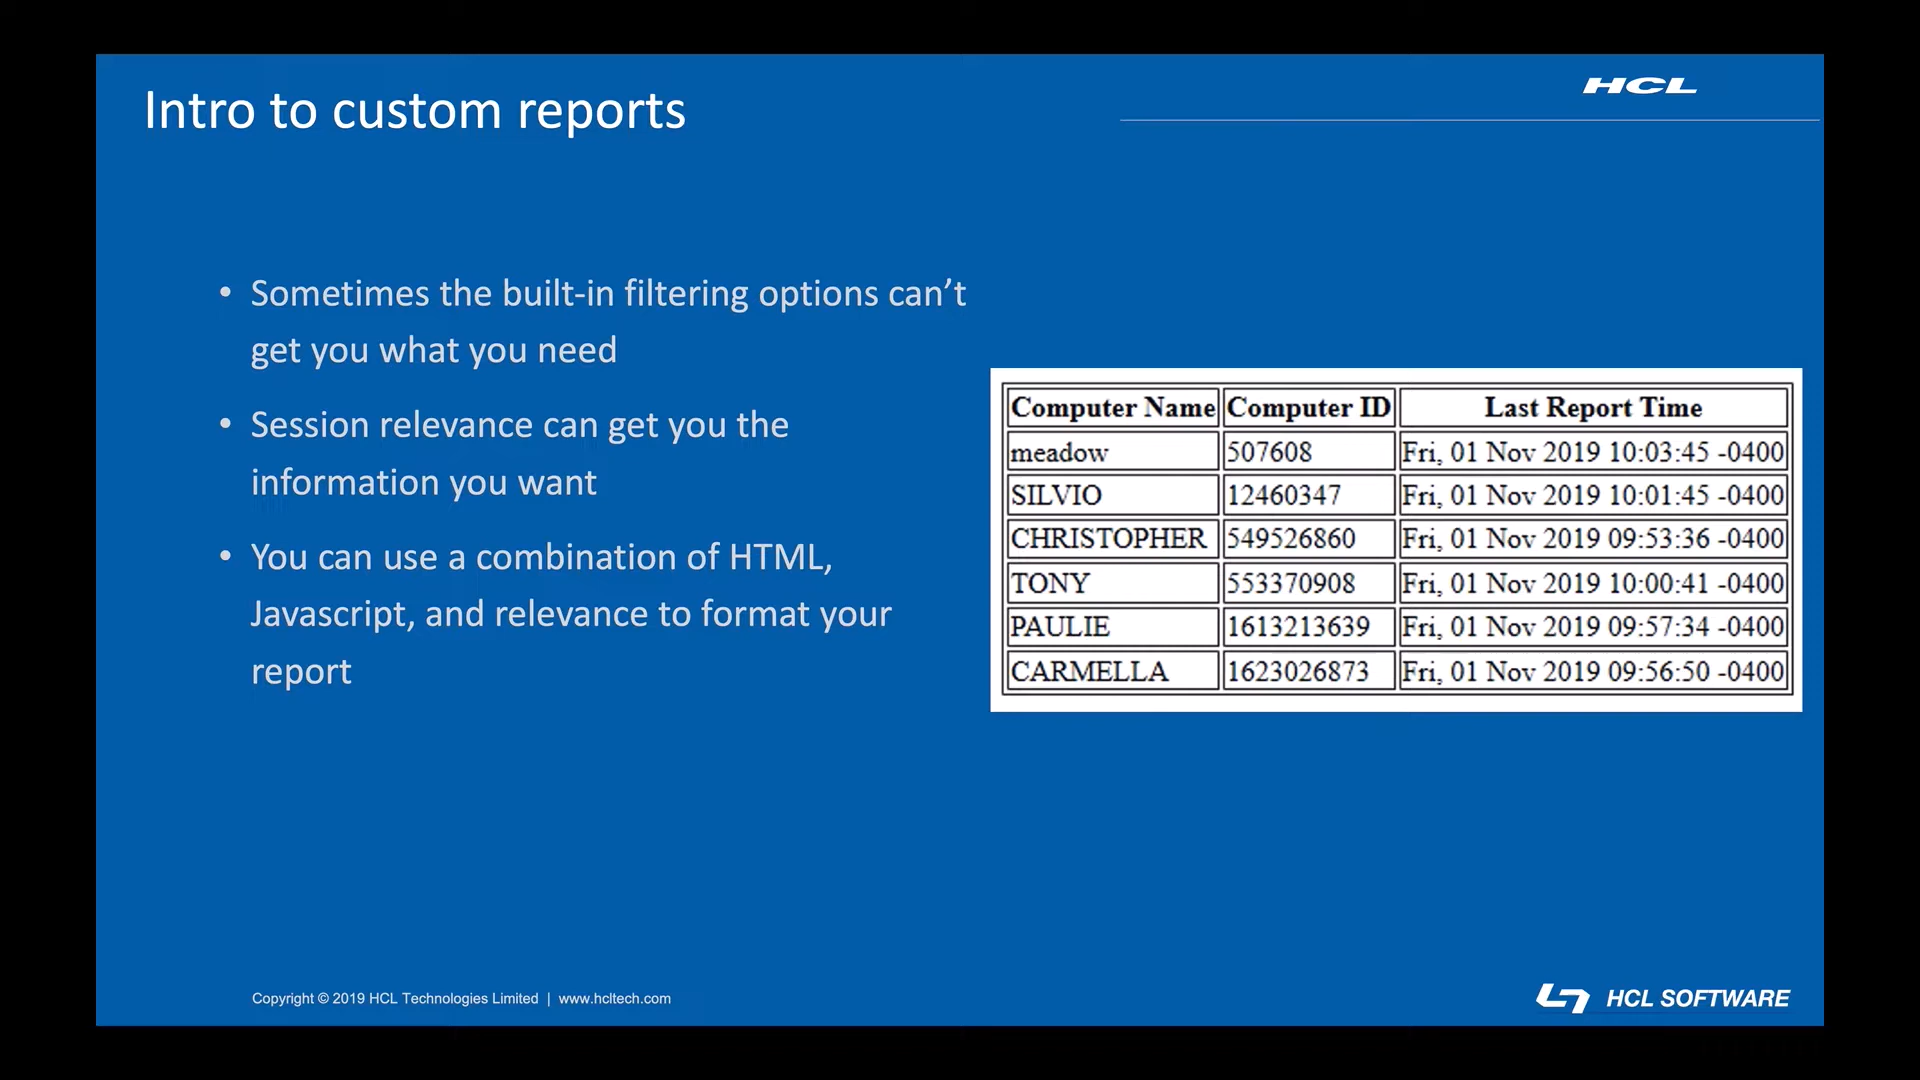 Intro to custom reports
HCL
• Sometimes the built-in filtering options can’t
get you what you need
• Session relevance can get you the
information you want
• You can use a combination of HTML,
Javascript, and relevance to format your
report
Computer Name Computer ID Last Report Time
meadow 507608 Fri, 01 Nov 2019 10:03:45 -0400
SILVIO 12460347 Fri, 01 Nov 2019 10:01:45 -0400
CHRISTOPHER 549526860 Fri, 01 Nov 2019 09:53:36 -0400
TONY 553370908 Fri, 01 Nov 2019 10:00:41 -0400
PAULIE 1613213639 Fri, 01 Nov 2019 09:57:34 -0400
CARMELLA 1623026873 Fri, 01 Nov 2019 09:56:50 -0400
Copyright © 2019 HCL Technologies Limited | www.hcltech.com
HCL SOFTWARE